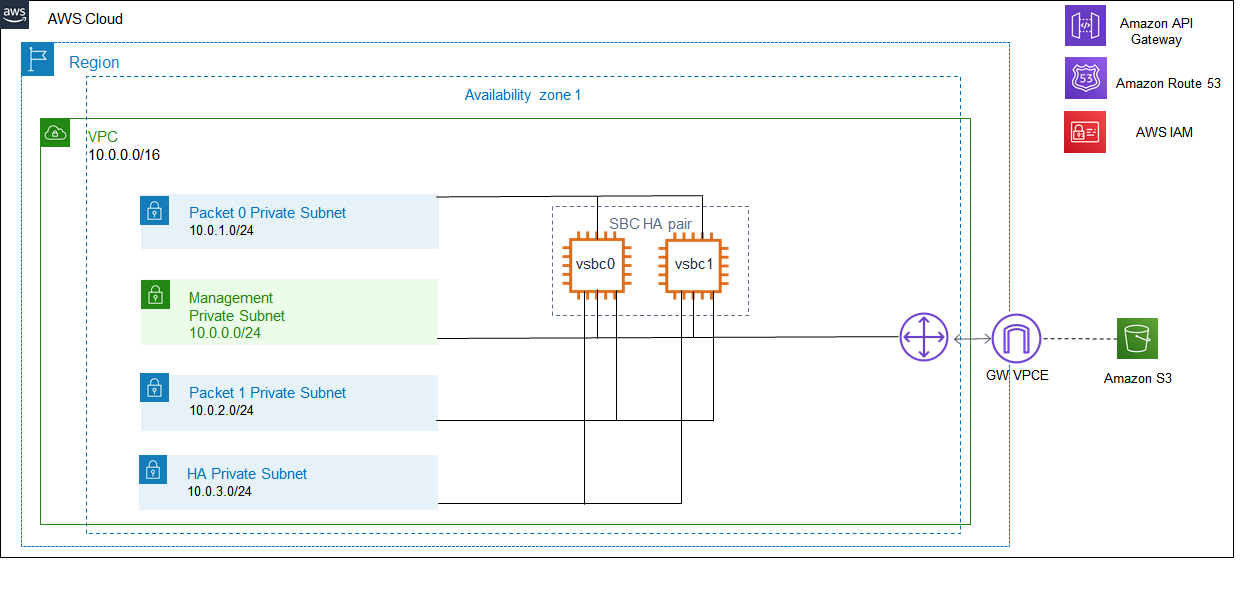 aws
AWS Cloud
Region
Availability zone 1
VPC
10.0.0.0/16
Packet 0 Private Subnet
10.0.1.0/24
Management
Private Subnet
10.0.0.0/24
Packet 1 Private Subnet
10.0.2.0/24
HA Private Subnet
10.0.3.0/24
SBC HA pair
vsbc0
vsbc1
GW VPCE
Amazon S3
Amazon API
Gateway
53
Amazon Route 53
AWS IAM